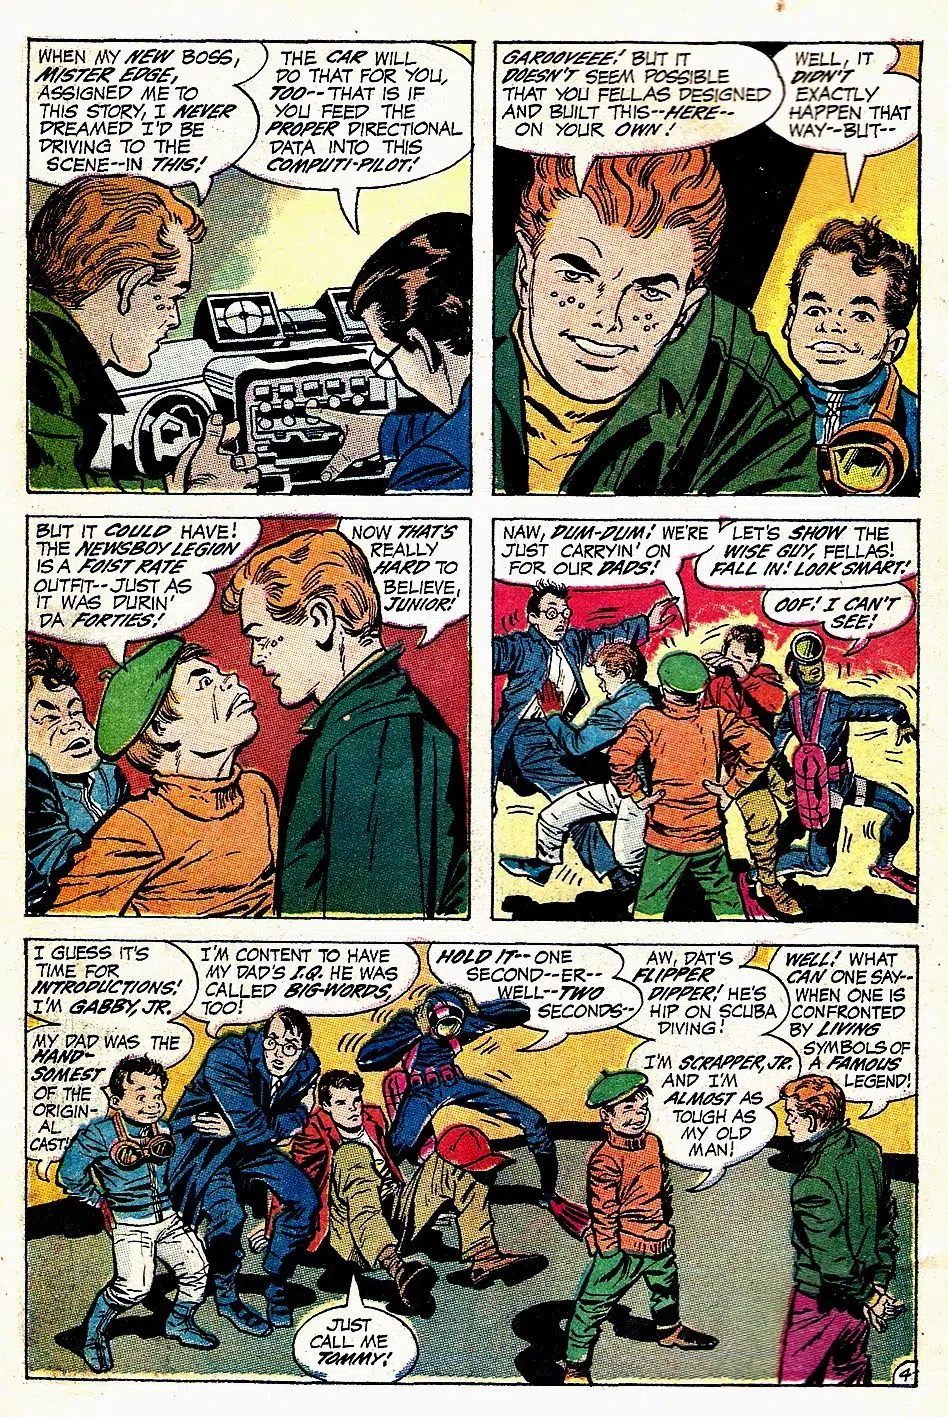 WHEN MY NEW BOSS,
MISTER EDGE,
ASSIGNED ME TO
THIS STORY, I NEVER
DREAMED I'D BE
DRIVING TO THE
SCENE--IN THIS!
THE CAR WILL
DO THAT FOR YOU,
TOO--THAT IS IF
YOU FEED THE
PROPER DIRECTIONAL
DATA INTO THIS
COMPUTI-PILOT!
GAROOVEEE! BUT IT
DOESN'T SEEM POSSIBLE
THAT YOU FELLAS DESIGNED
AND BUILT THIS--HERE--
ON YOUR OWN!
WELL, IT
DIDN'T
EXACTLY
HAPPEN THAT
WAY--BUT--
BUT IT COULD HAVE!
THE NEWSBOY LEGION
IS A FOIST RATE
OUTFIT--JUST AS
IT WAS DURIN'
DA FORTIES!
NOW THAT'S
REALLY
HARD TO
BELIEVE,
JUNIOR!
NAW, DUM-DUM! WE'RE
JUST CARRYIN' ON
FOR OUR DADS!
LET'S SHOW THE
WISE GUY, FELLAS!
FALL IN! LOOK SMART!
OOF! I CAN'T
SEE!
I GUESS IT'S
TIME FOR
INTRODUCTIONS!
I'M GABBY, JR.
MY DAD WAS THE
HAND-
SOMEST
OF THE
ORIGIN-
AL
CAST!
I'M CONTENT TO HAVE
MY DAD'S I.Q. HE WAS
CALLED BIG-WORDS,
TOO!
JUST
CALL ME
TOMMY!
HOLD IT--ONE
SECOND--ER--
WELL--TWO
SECONDS--
AW, DAT'S
FLIPPER
DIPPER! HE'S
HIP ON SCUBA
DIVING!
I'M SCRAPPER, JR.
AND I'M
ALMOST AS
TOUGH AS
MY OLD
MAN!
WELL! WHAT
CAN ONE SAY--
WHEN ONE IS
CONFRONTED
BY LIVING
SYMBOLS OF
A FAMOUS
LEGEND!
4